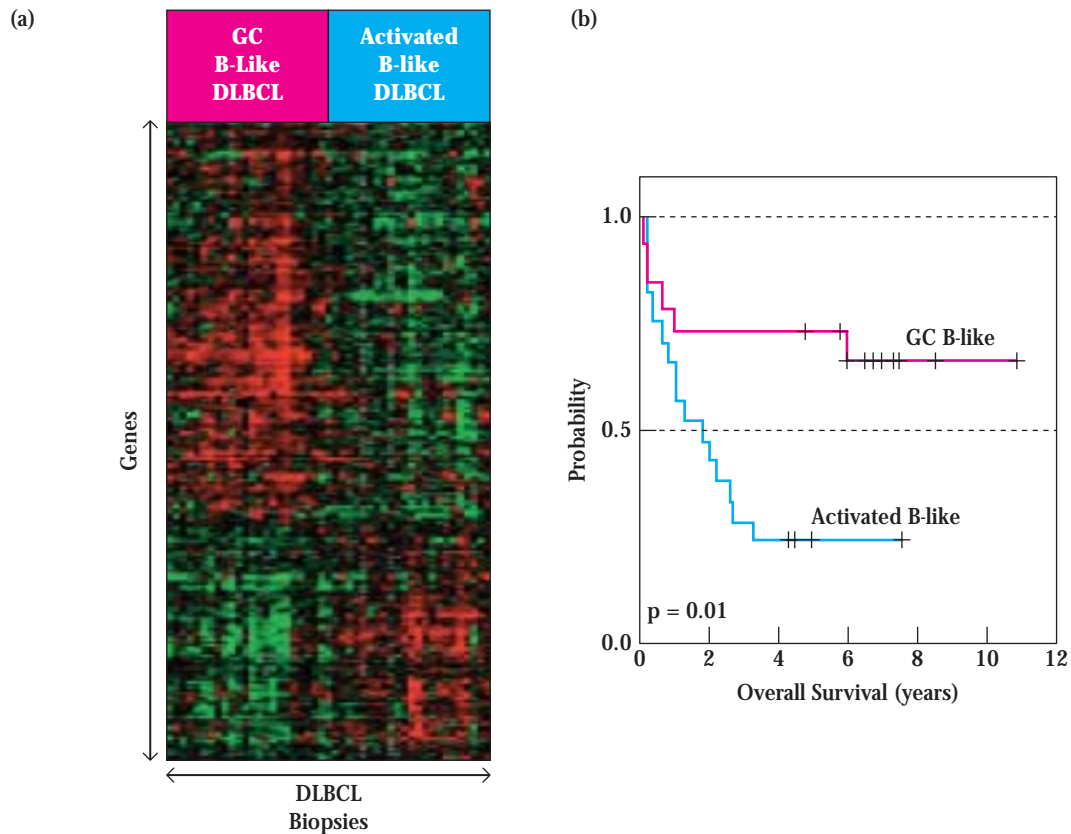 (a)
GC
B-Like
DLBCL
Activated
B-like
DLBCL
Genes
DLBCL
Biopsies
(b)
1.0
0.5
0.0
Probability
GC B-like
Activated B-like
p = 0.01
0 2 4 6 8 10 12
Overall Survival (years)